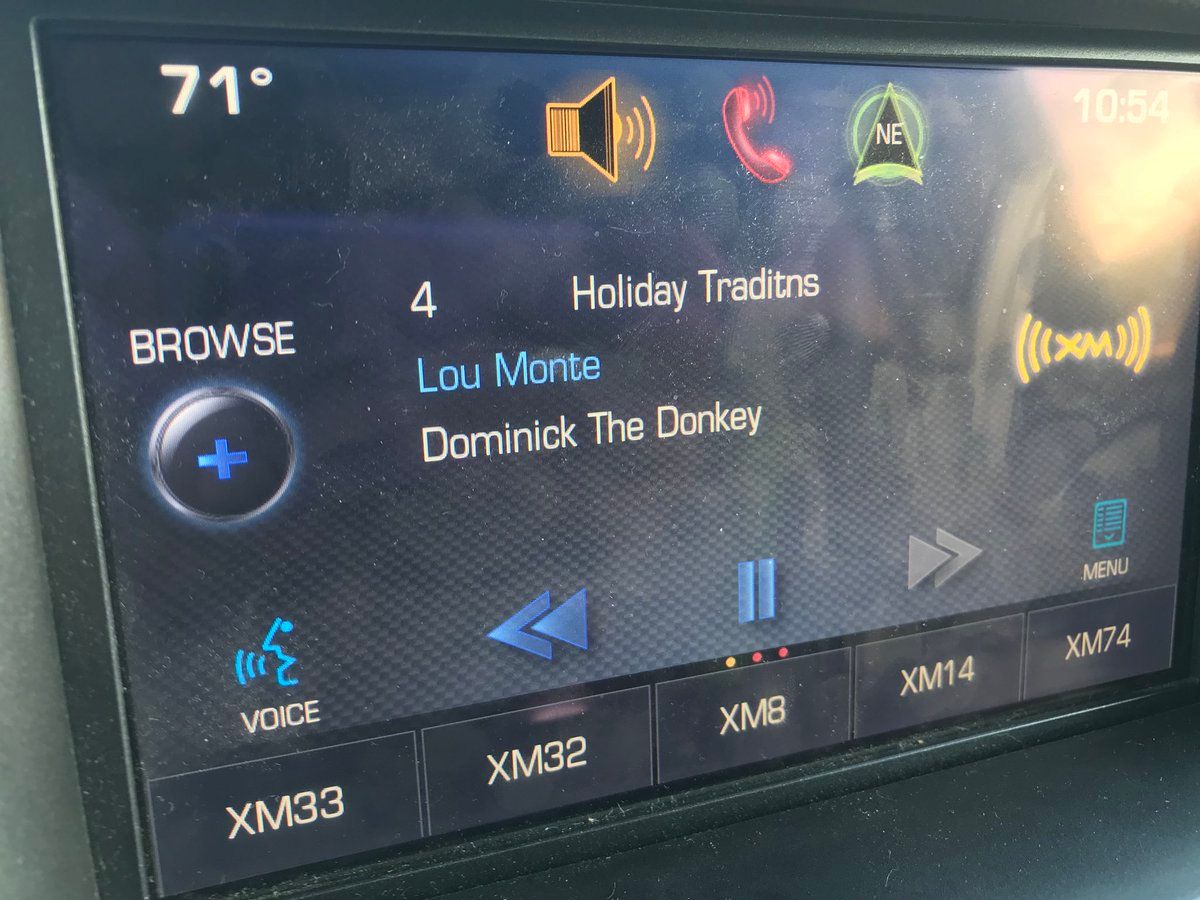 71°
NE
10:54
4 Holiday Traditns
BROWSE
Lou Monte
XM
Dominick The Donkey
MENU
VOICE
XM33 XM32 XM8 XM14 XM74